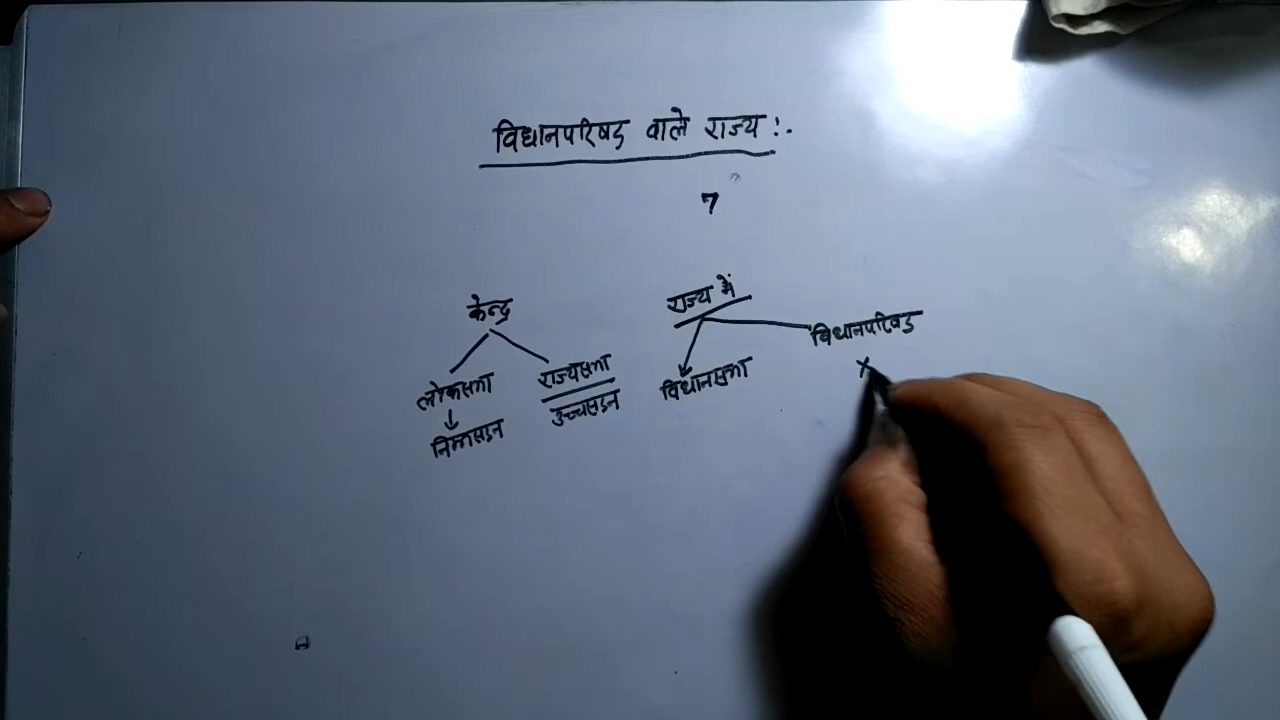 विधानपरिषद वाले राज्य :-
7
केन्द्र
राज्य में
लोकसभा
राज्यसभा
विधानसभा
विधानपरिषद
निम्नसदन
उच्चसदन
x